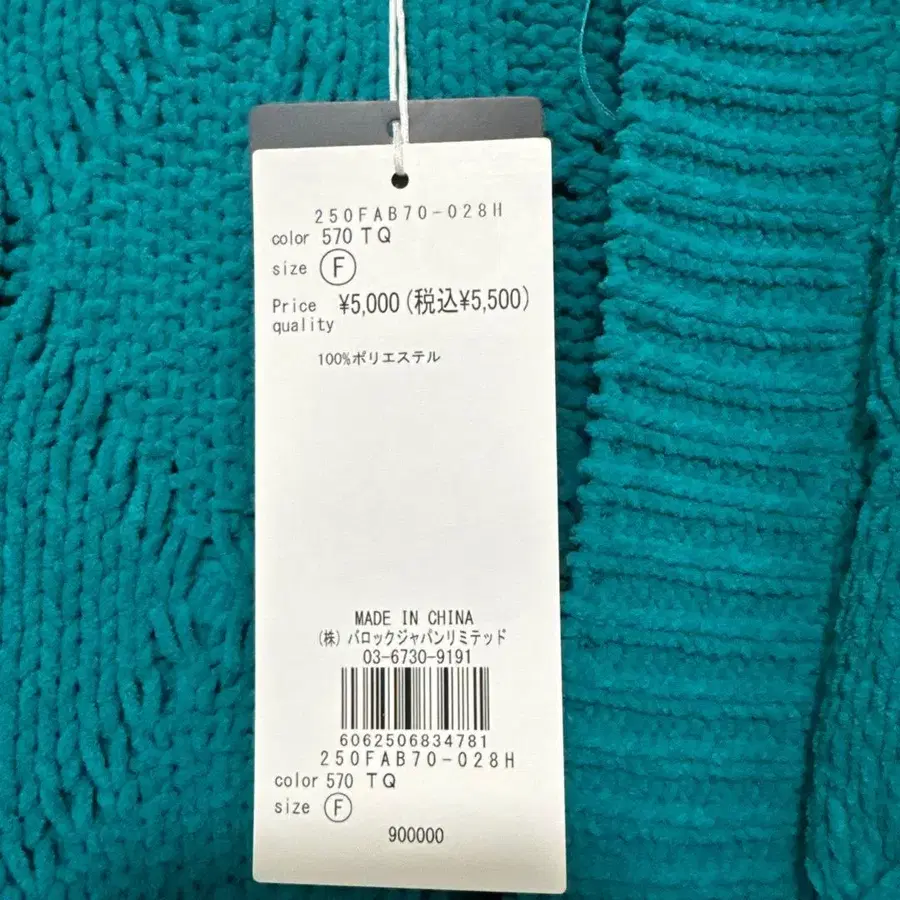 250FAB70-028H
color 570 TQ
size Ⓕ
Price ¥5,000(税込¥5,500)
quality
100%ポリエステル
MADE IN CHINA
(株)バロックジャパンリミテッド
03-6730-9191
6062506834781
250FAB70-028H
color 570 TQ
size Ⓕ
900000